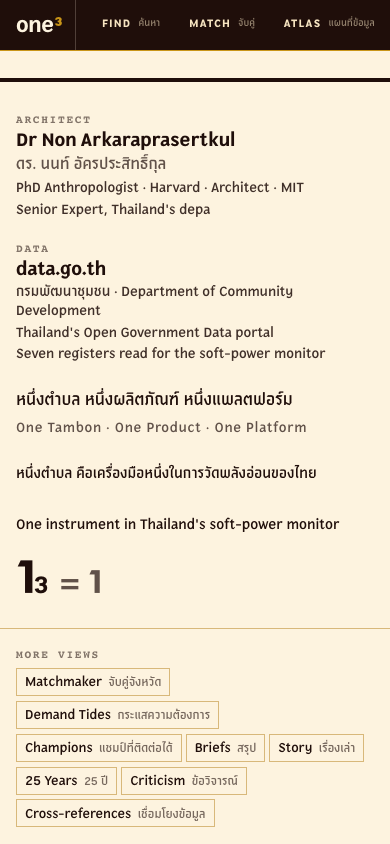 one³
FIND ค้นหา MATCH จับคู่ ATLAS แผนที่ข้อมูล
ARCHITECT
Dr Non Arkaraprasertkul
ดร. นนท์ อัครประสิทธิ์กุล
PhD Anthropologist · Harvard · Architect · MIT
Senior Expert, Thailand's depa
DATA
data.go.th
กรมพัฒนาชุมชน · Department of Community
Development
Thailand's Open Government Data portal
Seven registers read for the soft-power monitor
หนึ่งตำบล หนึ่งผลิตภัณฑ์ หนึ่งแพลตฟอร์ม
One Tambon · One Product · One Platform
หนึ่งตำบล คือเครื่องมือหนึ่งในการวัดพลังอ่อนของไทย
One instrument in Thailand's soft-power monitor
1₃ = 1
MORE VIEWS
Matchmaker จับคู่จังหวัด
Demand Tides กระแสความต้องการ
Champions แชมป์ที่ติดต่อได้ Briefs สรุป Story เรื่องเล่า
25 Years 25 ปี Criticism ข้อวิจารณ์
Cross-references เชื่อมโยงข้อมูล